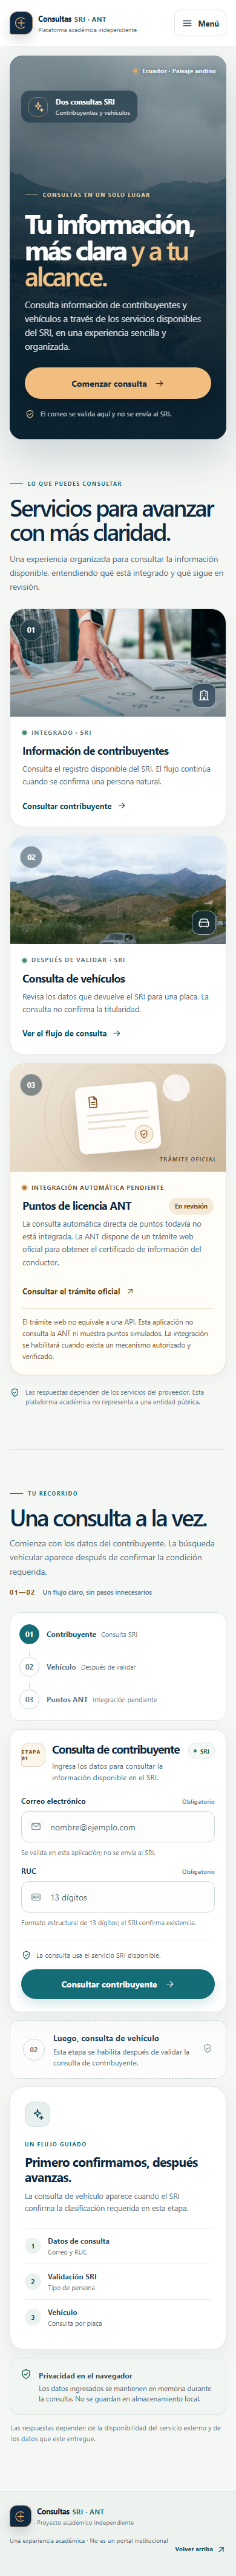 Consultas SRI · ANT
Plataforma académica independiente
Menú
Ecuador · Paisaje andino
Dos consultas SRI
Contribuyentes y vehículos
CONSULTAS EN UN SOLO LUGAR
Tu información,
más clara y a tu
alcance.
Consulta información de contribuyentes y
vehículos a través de los servicios disponibles
del SRI, en una experiencia sencilla y
organizada.
Comenzar consulta
El correo se valida aquí y no se envía al SRI.
LO QUE PUEDES CONSULTAR
Servicios para avanzar
con más claridad.
Una experiencia organizada para consultar la información
disponible, entendiendo qué está integrado y qué sigue en
revisión.
01
INTEGRADO · SRI
Información de contribuyentes
Consulta el registro disponible del SRI. El flujo continúa
cuando se confirma una persona natural.
Consultar contribuyente
02
DESPUÉS DE VALIDAR · SRI
Consulta de vehículos
Revisa los datos que devuelve el SRI para una placa. La
consulta no confirma la titularidad.
Ver el flujo de consulta
03
TRÁMITE OFICIAL
INTEGRACIÓN AUTOMÁTICA PENDIENTE
Puntos de licencia ANT
En revisión
La consulta automática directa de puntos todavía no
está integrada. La ANT dispone de un trámite web
oficial para obtener el certificado de información del
conductor.
Consultar el trámite oficial
El trámite web no equivale a una API. Esta aplicación no
consulta la ANT ni muestra puntos simulados. La integración
se habilitará cuando exista un mecanismo autorizado y
verificado.
Las respuestas dependen de los servicios del proveedor. Esta
plataforma académica no representa a una entidad pública.
TU RECORRIDO
Una consulta a la vez.
Comienza con los datos del contribuyente. La búsqueda
vehicular aparece después de confirmar la condición
requerida.
01—02 Un flujo claro, sin pasos innecesarios
01 Contribuyente Consulta SRI
02 Vehículo Después de validar
03 Puntos ANT Integración pendiente
ETAPA
01
Consulta de contribuyente
SRI
Ingresa los datos para consultar la
información disponible en el SRI.
Correo electrónico Obligatorio
nombre@ejemplo.com
Se valida en esta aplicación; no se envía al SRI.
RUC Obligatorio
13 dígitos
Formato estructural de 13 dígitos; el SRI confirma existencia.
La consulta usa el servicio SRI disponible.
Consultar contribuyente
02
Luego, consulta de vehículo
Esta etapa se habilita después de validar la
consulta de contribuyente.
UN FLUJO GUIADO
Primero confirmamos, después
avanzas.
La consulta de vehículo aparece cuando el SRI
confirma la clasificación requerida en esta etapa.
1
Datos de consulta
Correo y RUC
2
Validación SRI
Tipo de persona
3
Vehículo
Consulta por placa
Privacidad en el navegador
Los datos ingresados se mantienen en memoria durante
la consulta. No se guardan en almacenamiento local.
Las respuestas dependen de la disponibilidad del servicio externo y de
los datos que este entregue.
Consultas SRI · ANT
Proyecto académico independiente
Una experiencia académica · No es un portal institucional
Volver arriba